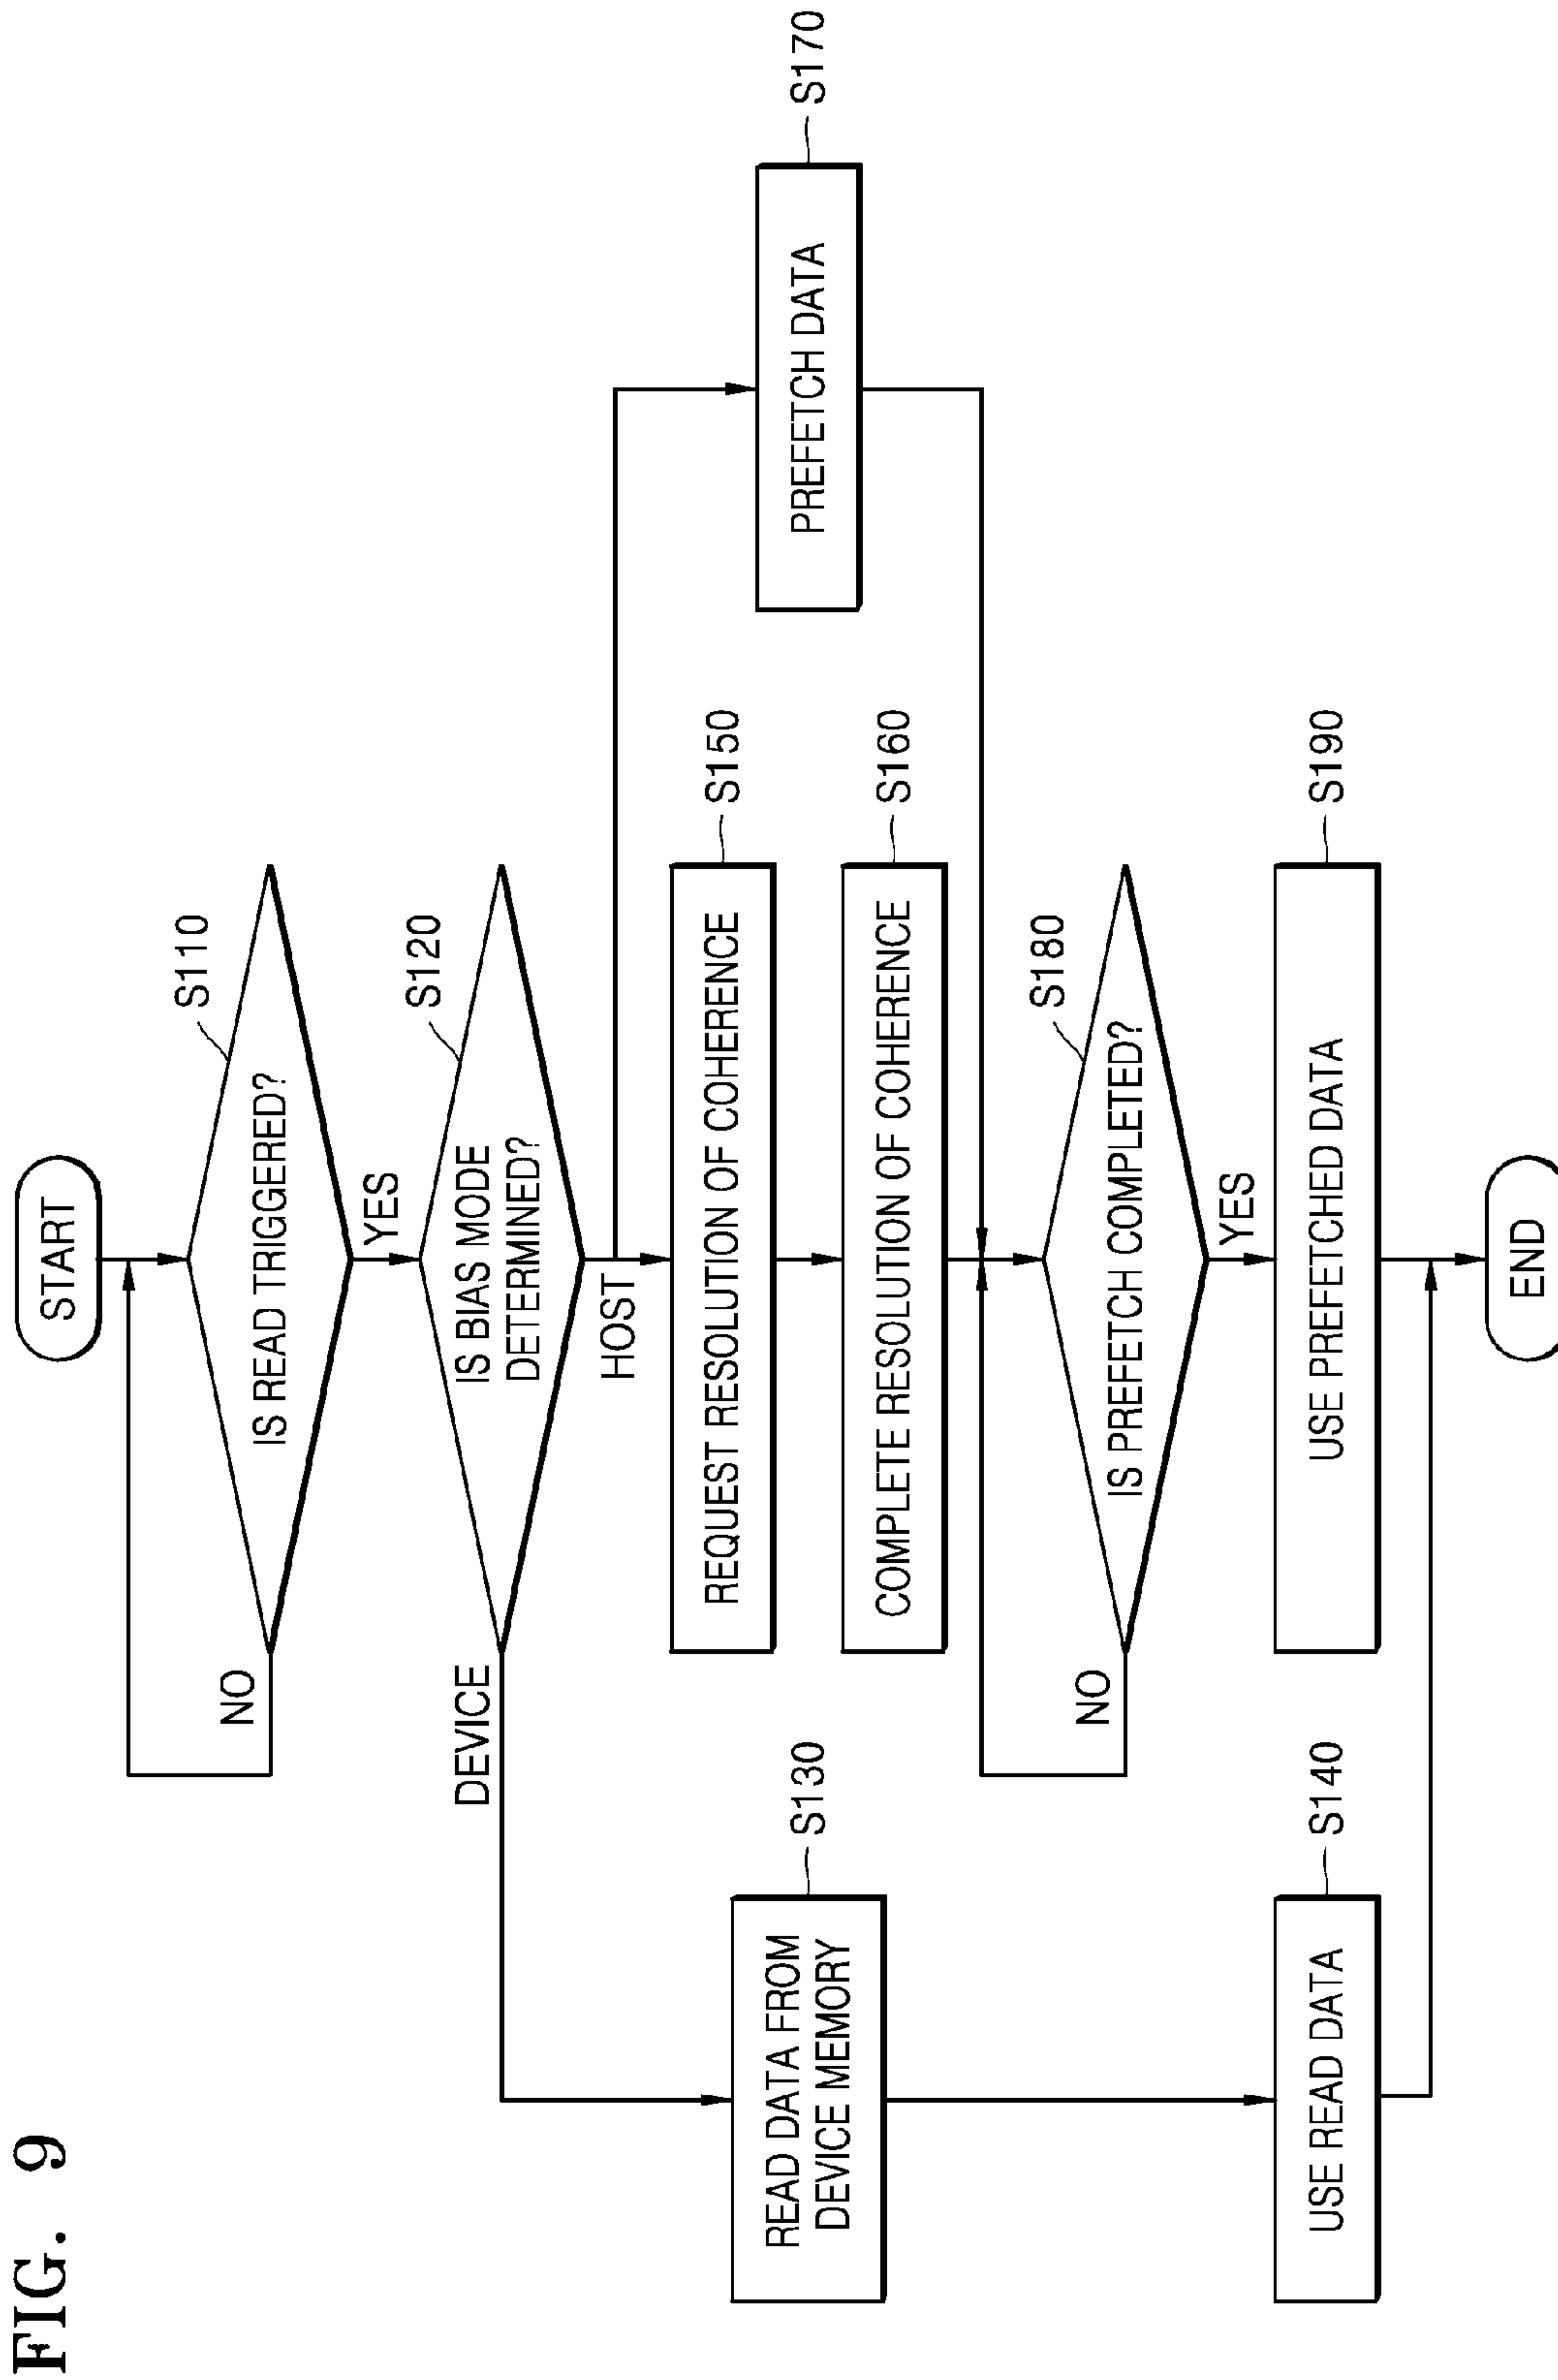 FIG. 9
START
IS READ TRIGGERED?
S110
NO
YES
IS BIAS MODE
DETERMINED?
S120
DEVICE
HOST
REQUEST RESOLUTION OF COHERENCE
S150
READ DATA FROM
DEVICE MEMORY
S130
PREFETCH DATA
S170
COMPLETE RESOLUTION OF COHERENCE
S160
IS PREFETCH COMPLETED?
S180
NO
YES
USE READ DATA
S140
USE PREFETCHED DATA
S190
END